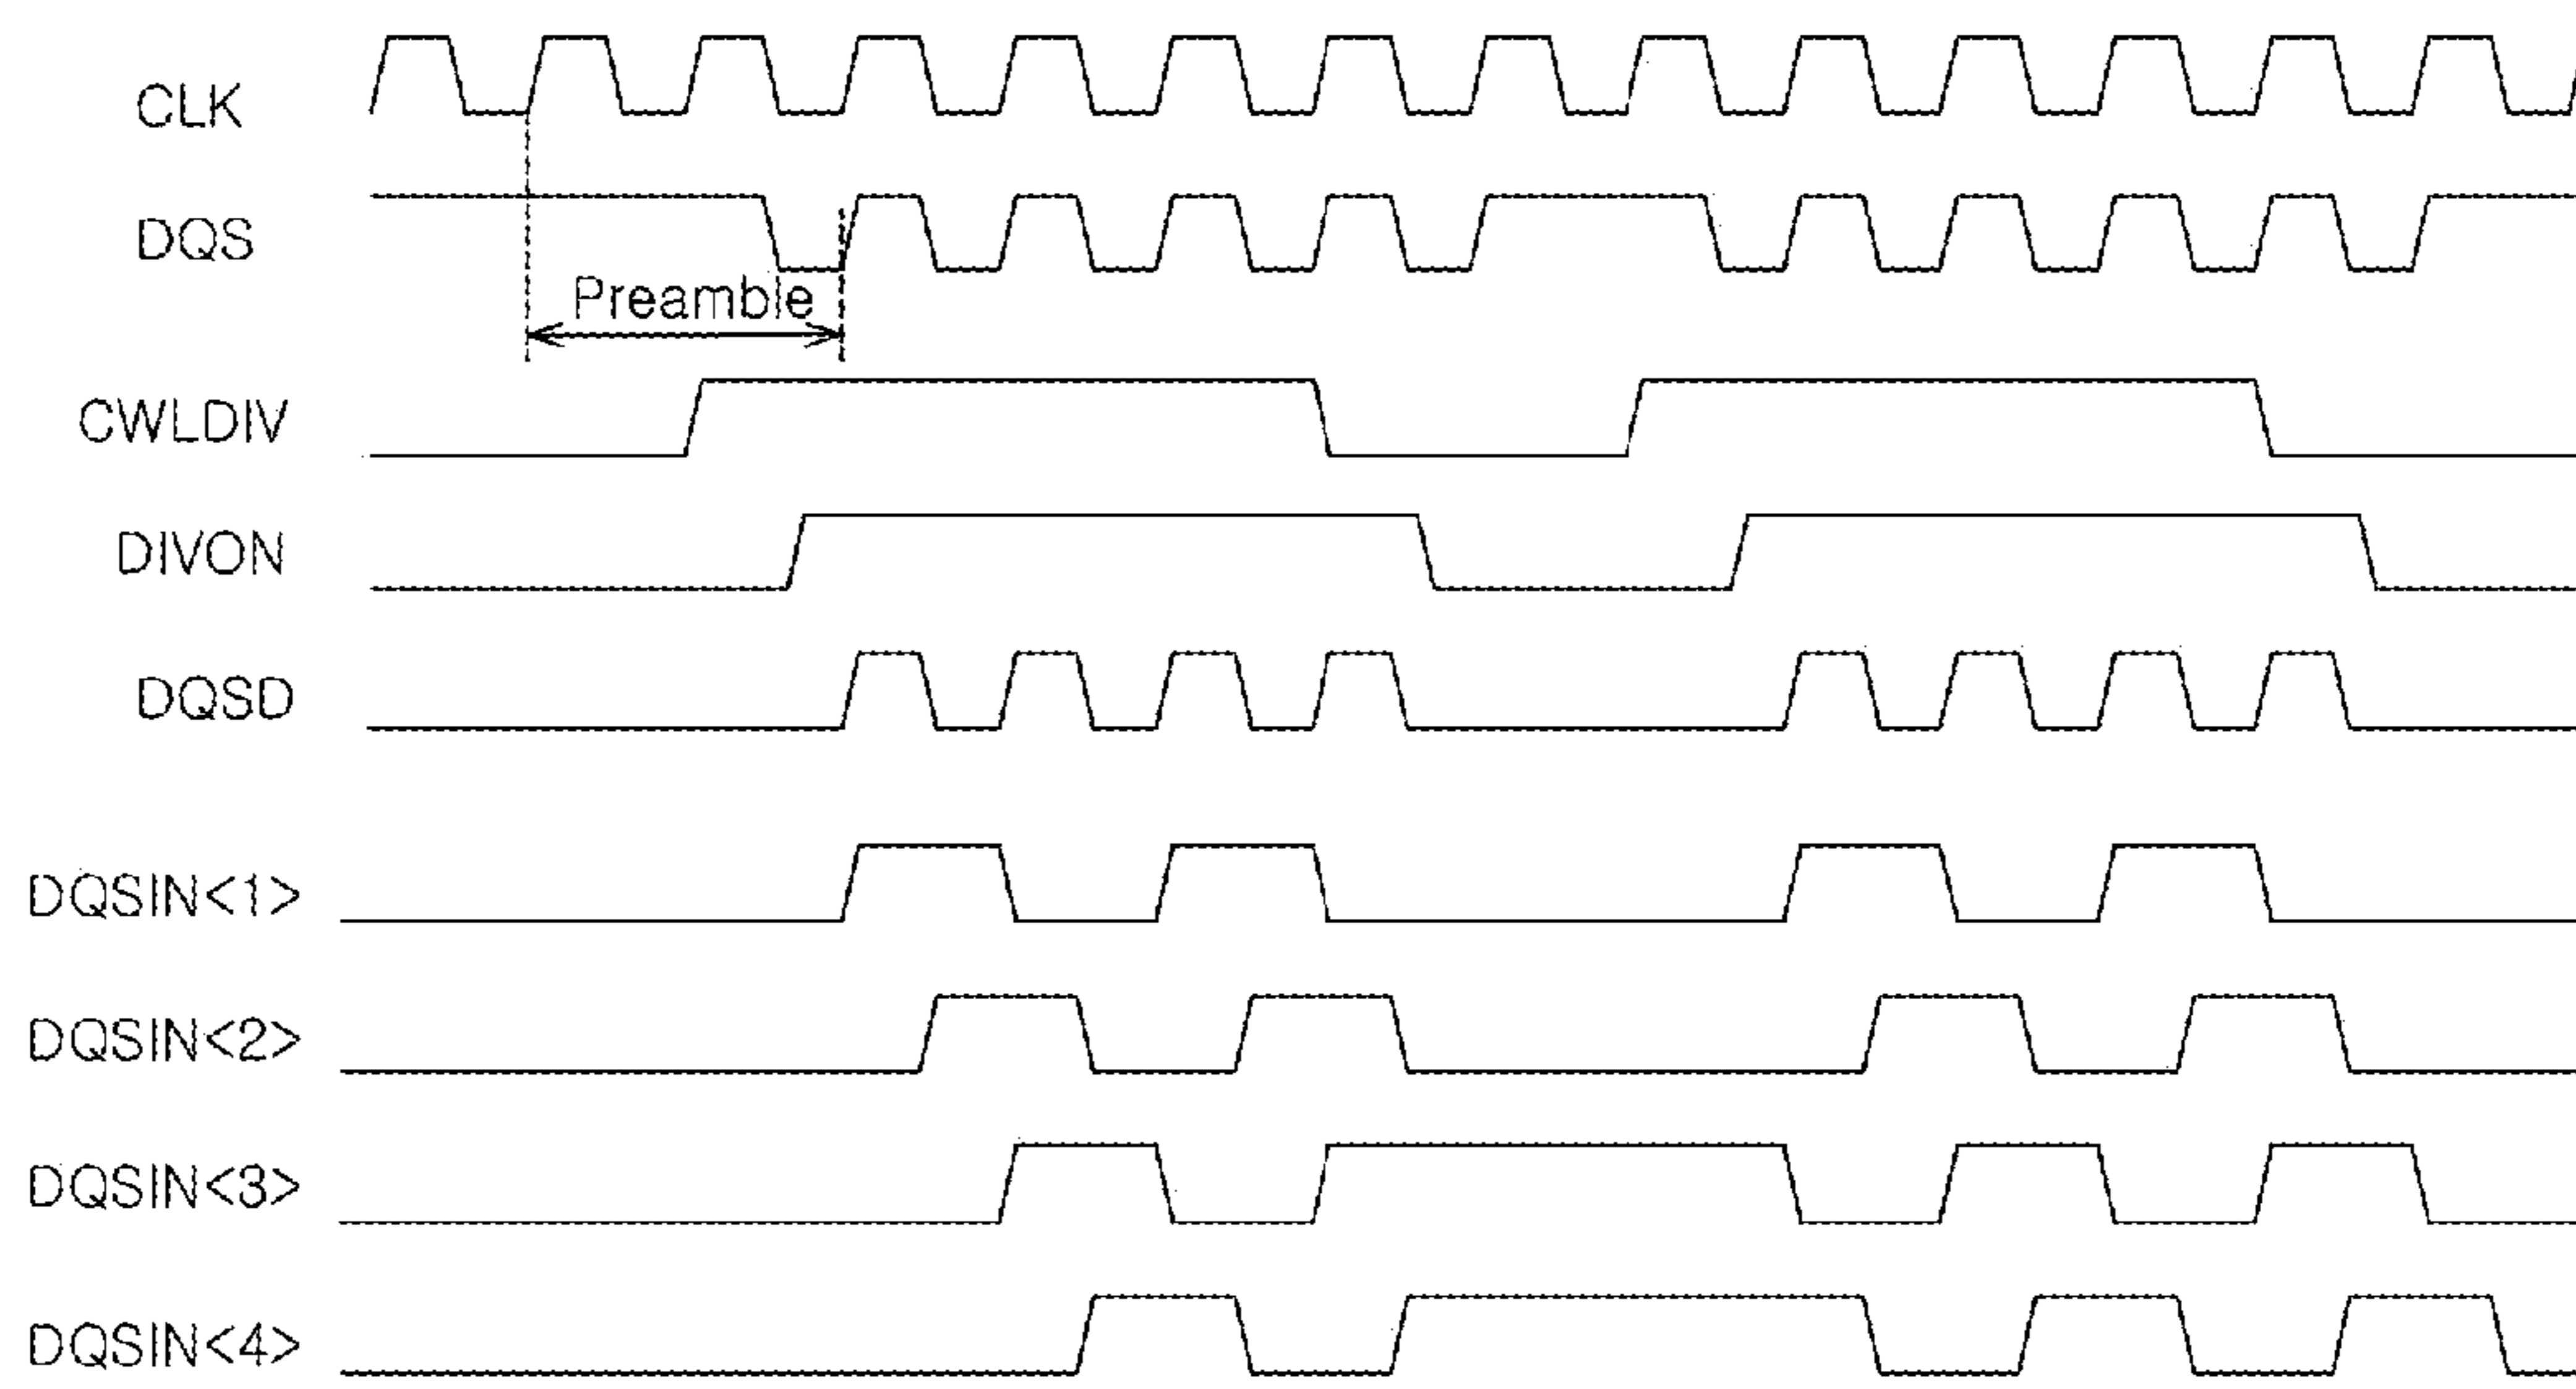 CLK
DQS
Preamble
CWLDIV
DIVON
DQSD
DQSIN<1>
DQSIN<2>
DQSIN<3>
DQSIN<4>